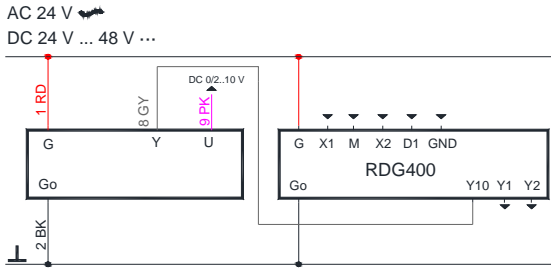 AC 24 V
DC 24 V ... 48 V
DC 0/2..10 V
1 RD
8 GY
9 PK
G Y U
G X1 M X2 D1 GND
RDG400
Go
Go Y10 Y1 Y2
2 BK